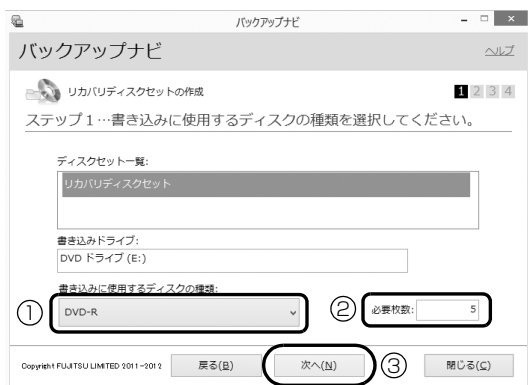 バックアップナビ
バックアップナビ
ヘルプ
リカバリディスクセットの作成
1 2 3 4
ステップ1…書き込みに使用するディスクの種類を選択してください。
ディスクセット一覧:
リカバリディスクセット
書き込みドライブ:
DVD ドライブ (E:)
書き込みに使用するディスクの種類:
① DVD-R
② 必要枚数: 5
Copyright FUJITSU LIMITED 2011-2012
戻る(B)
次へ(N)
③
閉じる(C)